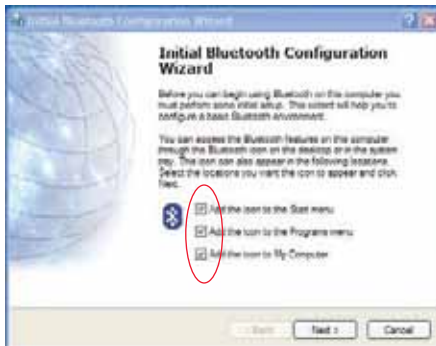 Initial Bluetooth Configuration Wizard
Initial Bluetooth Configuration
Wizard
Before you can begin using Bluetooth on this computer you
must perform some initial setup. This wizard will help you to
configure a basic Bluetooth environment.
You can access the Bluetooth features on this computer
through the Bluetooth icon on the desktop or in the system
tray. This icon can also appear in the following locations.
Select the locations you want the icon to appear and click
Next.
Add the icon to the Start menu
Add the icon to the Programs menu
Add the icon to My Computer
< Back
Next >
Cancel